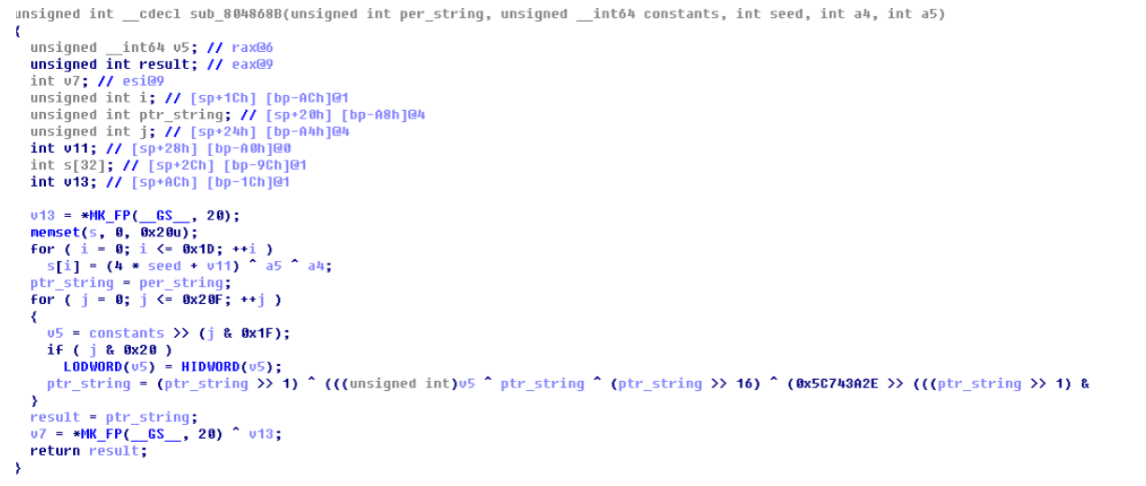 unsigned int __cdecl sub_804868B(unsigned int per_string, unsigned __int64 constants, int seed, int a4, int a5)
{
  unsigned __int64 v5; // rax@6
  unsigned int result; // eax@9
  int v7; // esi@9
  unsigned int i; // [sp+1Ch] [bp-ACh]@1
  unsigned int ptr_string; // [sp+20h] [bp-A8h]@4
  unsigned int j; // [sp+24h] [bp-A4h]@4
  int v11; // [sp+28h] [bp-A0h]@0
  int s[32]; // [sp+2Ch] [bp-9Ch]@1
  int v13; // [sp+ACh] [bp-1Ch]@1

  v13 = *MK_FP(__GS__, 20);
  memset(s, 0, 0x20u);
  for ( i = 0; i <= 0x1D; ++i )
    s[i] = (4 * seed + v11) ^ a5 ^ a4;
  ptr_string = per_string;
  for ( j = 0; j <= 0x20F; ++j )
  {
    v5 = constants >> (j & 0x1F);
    if ( j & 0x20 )
      LODWORD(v5) = HIDWORD(v5);
    ptr_string = (ptr_string >> 1) ^ (((unsigned int)v5 ^ ptr_string ^ (ptr_string >> 16) ^ (0x5C743A2E >> (((ptr_string >> 1) &
  }
  result = ptr_string;
  v7 = *MK_FP(__GS__, 20) ^ v13;
  return result;
}